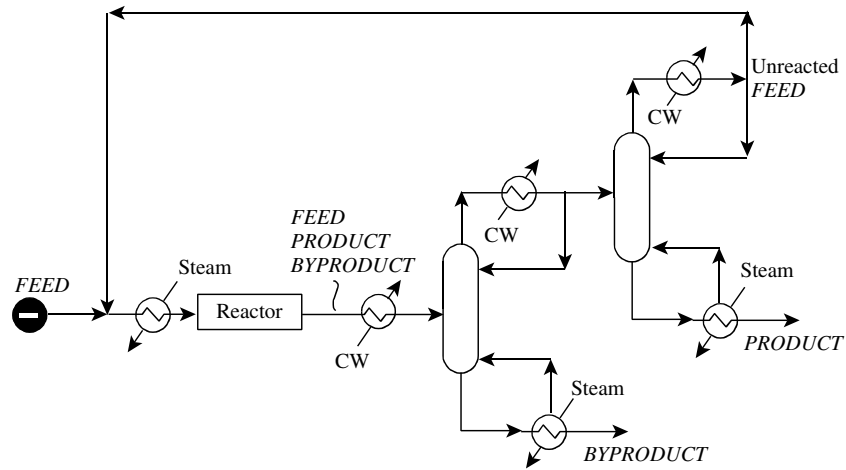 Unreacted
FEED
CW
FEED
PRODUCT
BYPRODUCT
CW
Steam
FEED
Steam
Reactor
PRODUCT
CW
Steam
BYPRODUCT